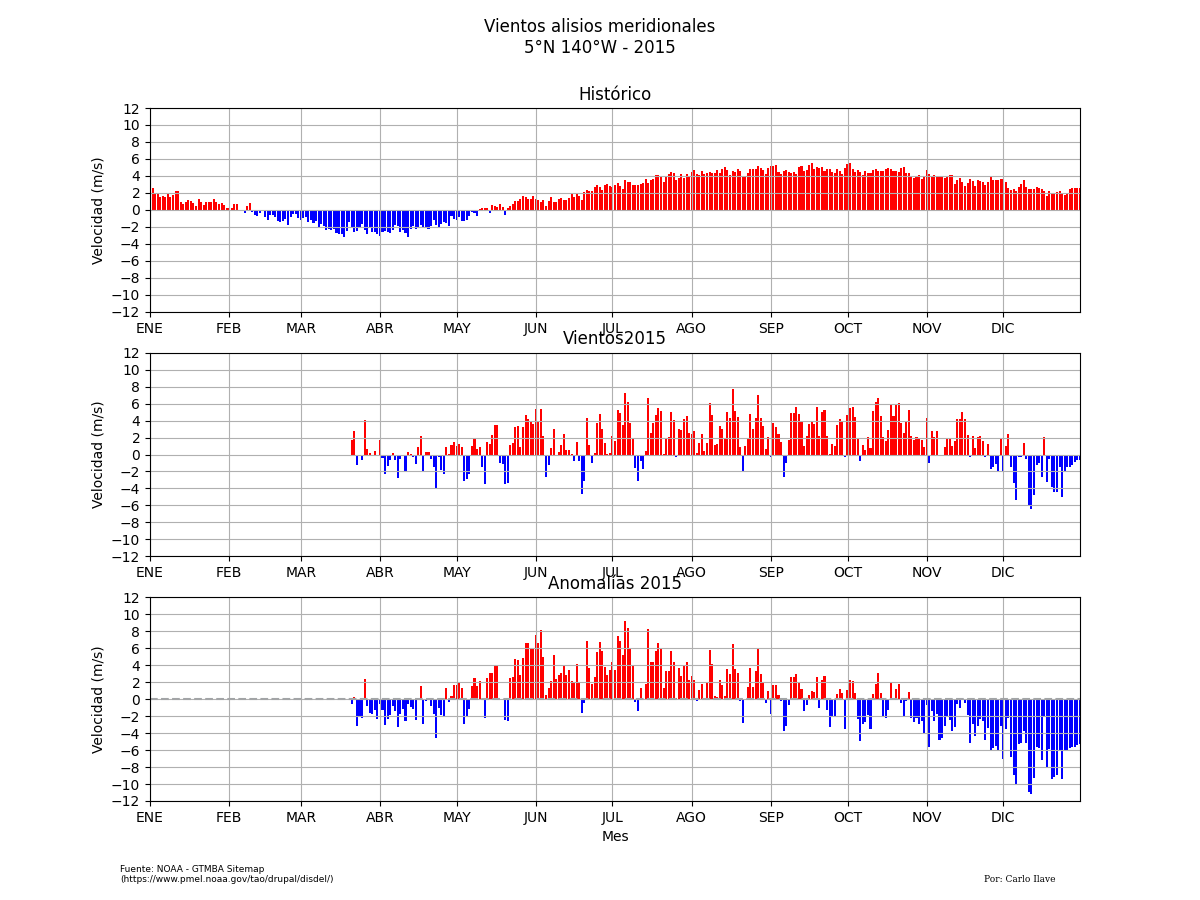 Vientos alisios meridionales
5°N 140°W - 2015
Histórico
12
10
8
6
4
2
0
−2
−4
−6
−8
−10
−12
Velocidad (m/s)
ENE FEB MAR ABR MAY JUN JUL AGO SEP OCT NOV DIC
Vientos2015
12
10
8
6
4
2
0
−2
−4
−6
−8
−10
−12
Velocidad (m/s)
ENE FEB MAR ABR MAY JUN JUL AGO SEP OCT NOV DIC
Anomalías 2015
12
10
8
6
4
2
0
−2
−4
−6
−8
−10
−12
Velocidad (m/s)
ENE FEB MAR ABR MAY JUN JUL AGO SEP OCT NOV DIC
Mes
Fuente: NOAA - GTMBA Sitemap
(https://www.pmel.noaa.gov/tao/drupal/disdel/)
Por: Carlo Ilave